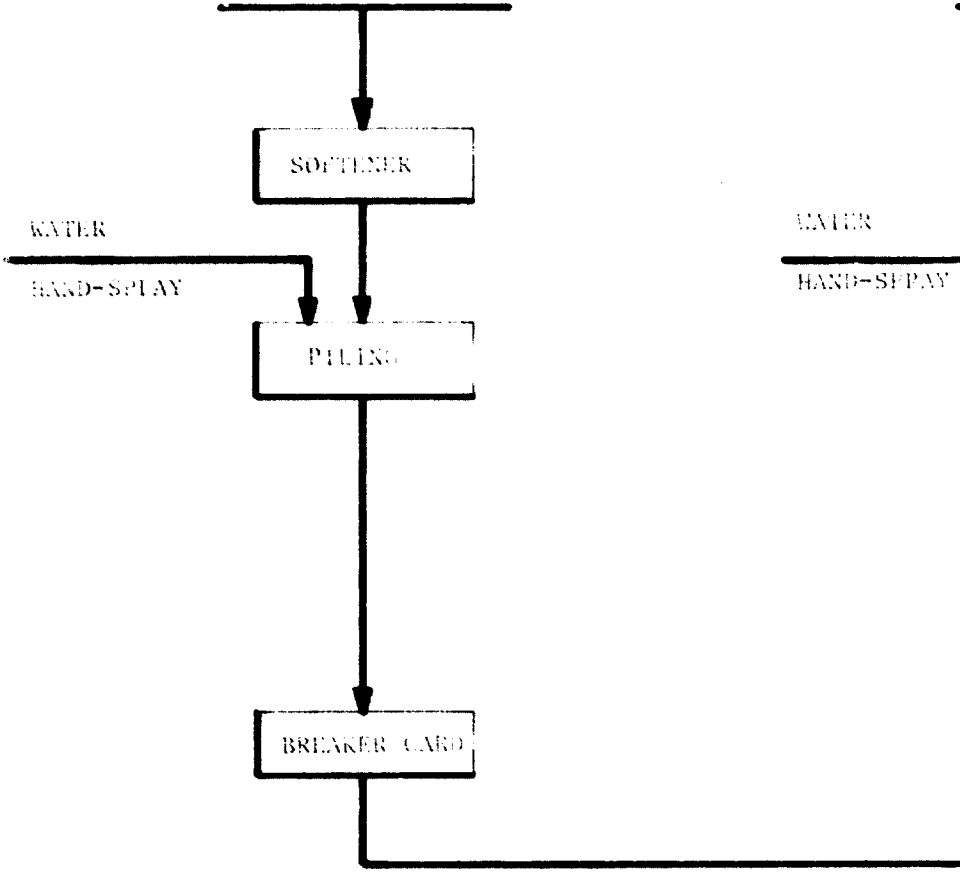 SOFTENER
WATER
HAND-SPRAY
WATER
HAND-SPRAY
PILING
BREAKER CARD